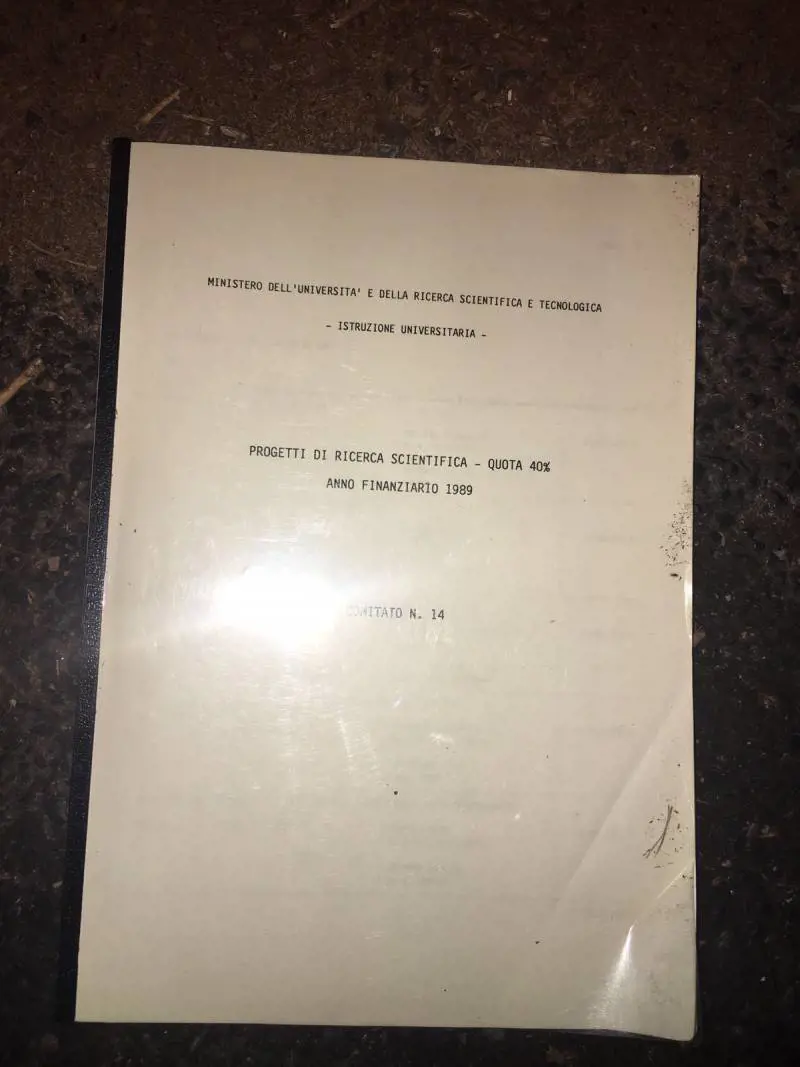 MINISTERO DELL'UNIVERSITA' E DELLA RICERCA SCIENTIFICA E TECNOLOGICA
- ISTRUZIONE UNIVERSITARIA -
PROGETTI DI RICERCA SCIENTIFICA - QUOTA 40%
ANNO FINANZIARIO 1989
COMITATO N. 14